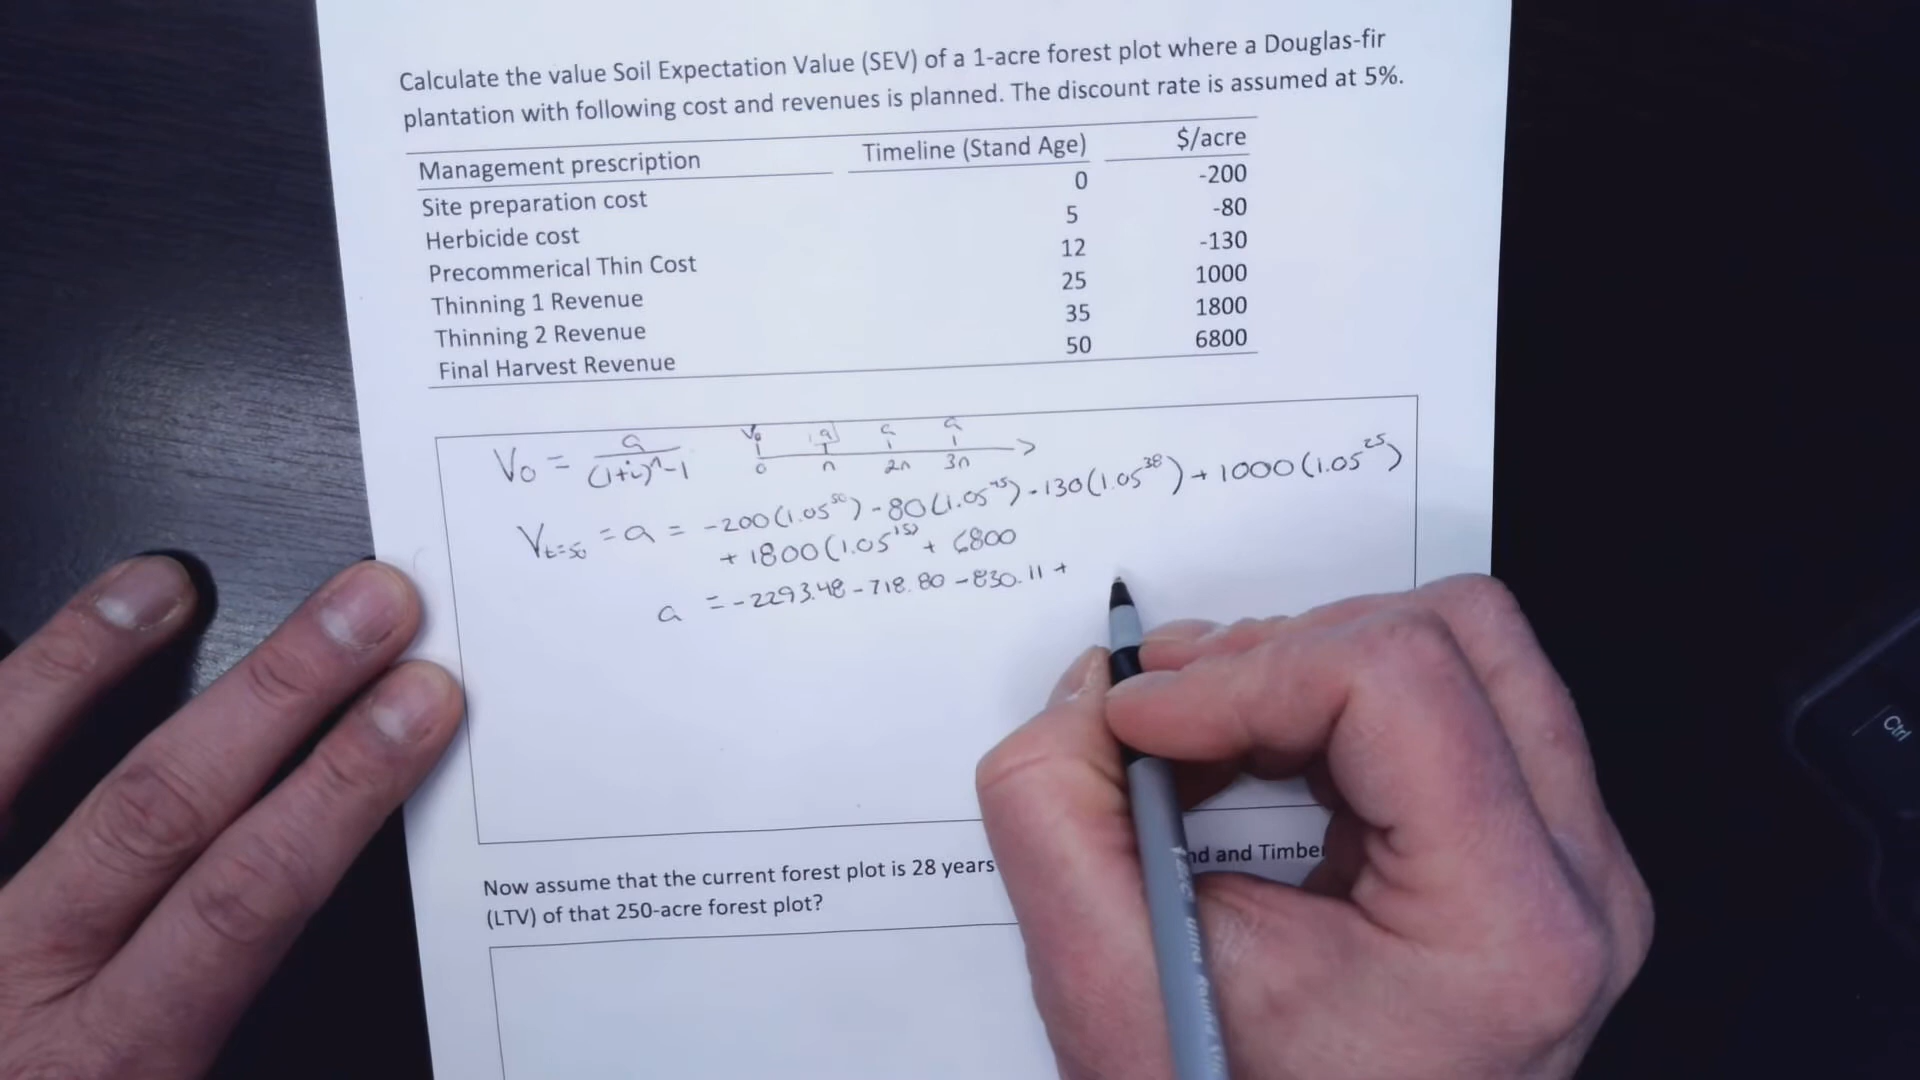 Calculate the value Soil Expectation Value (SEV) of a 1-acre forest plot where a Douglas-fir
plantation with following cost and revenues is planned. The discount rate is assumed at 5%.
Management prescription Timeline (Stand Age) $/acre
Site preparation cost 0 -200
Herbicide cost 5 -80
Precommerical Thin Cost 12 -130
Thinning 1 Revenue 25 1000
Thinning 2 Revenue 35 1800
Final Harvest Revenue 50 6800
V₀ = a / (1+i)^n - 1
V₀ a a a
0 n 2n 3n
V t=50 = a = -200(1.05^50) - 80(1.05^45) - 130(1.05^38) + 1000(1.05^25)
+ 1800(1.05^15) + 6800
a = -2293.48 - 718.80 - 830.11 +
Now assume that the current forest plot is 28 years nd and Timber
(LTV) of that 250-acre forest plot?
Ctrl